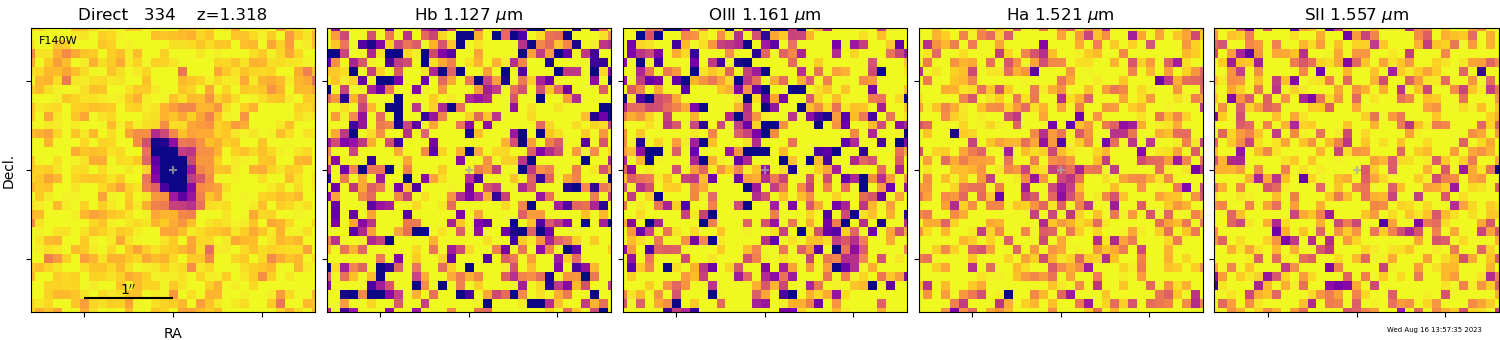 Direct 334 z=1.318
Hb 1.127 μm
OIII 1.161 μm
Ha 1.521 μm
SII 1.557 μm
F140W
Decl.
1"
RA
Wed Aug 16 13:57:35 2023